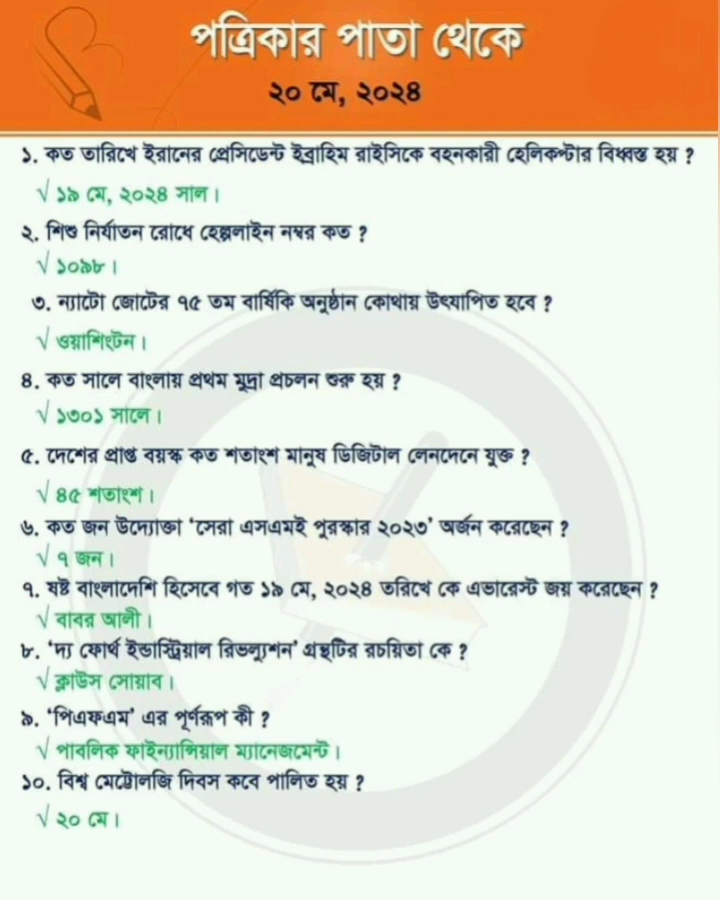 পত্রিকার পাতা থেকে
২০ মে, ২০২৪
১. কত তারিখে ইরানের প্রেসিডেন্ট ইব্রাহিম রাইসিকে বহনকারী হেলিকপ্টার বিধ্বস্ত হয় ?
√ ১৯ মে, ২০২৪ সাল।
২. শিশু নির্যাতন রোধে হেল্পলাইন নম্বর কত ?
√ ১০৯৮।
৩. ন্যাটো জোটের ৭৫ তম বার্ষিকি অনুষ্ঠান কোথায় উৎযাপিত হবে ?
√ ওয়াশিংটন।
৪. কত সালে বাংলায় প্রথম মুদ্রা প্রচলন শুরু হয় ?
√ ১৩০১ সালে।
৫. দেশের প্রাপ্ত বয়স্ক কত শতাংশ মানুষ ডিজিটাল লেনদেনে যুক্ত ?
√ ৪৫ শতাংশ।
৬. কত জন উদ্যোক্তা ‘সেরা এসএমই পুরস্কার ২০২৩’ অর্জন করেছেন ?
√ ৭ জন।
৭. ষষ্ট বাংলাদেশি হিসেবে গত ১৯ মে, ২০২৪ তরিখে কে এভারেস্ট জয় করেছেন ?
√ বাবর আলী।
৮. ‘দ্য ফোর্থ ইন্ডাস্ট্রিয়াল রিভল্যুশন’ গ্রন্থটির রচয়িতা কে ?
√ ক্লাউস সোয়াব।
৯. ‘পিএফএম’ এর পূর্ণরূপ কী ?
√ পাবলিক ফাইন্যান্সিয়াল ম্যানেজমেন্ট।
১০. বিশ্ব মেট্রোলজি দিবস কবে পালিত হয় ?
√ ২০ মে।